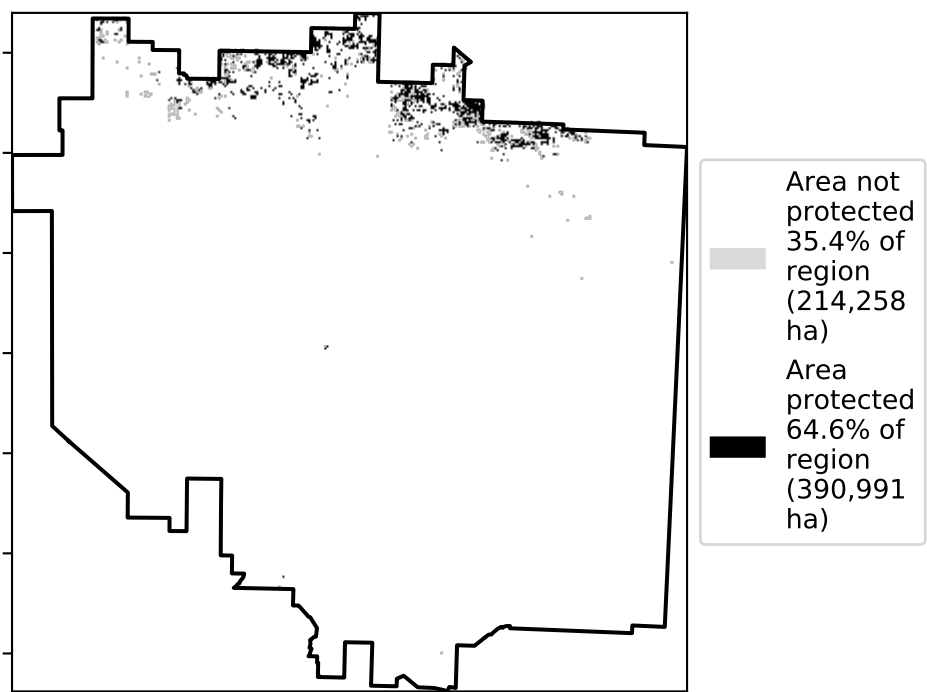 Area not
protected
35.4% of
region
(214,258
ha)
Area
protected
64.6% of
region
(390,991
ha)